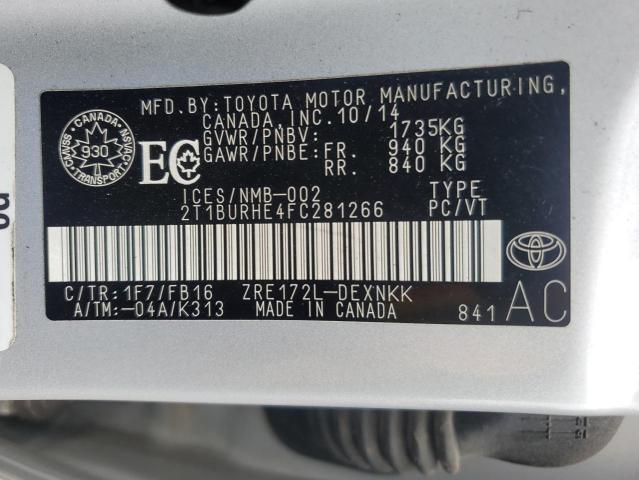 MFD.BY:TOYOTA MOTOR MANUFACTURING,
CANADA,INC.10/14
GVWR/PNBV: 1735KG
GAWR/PNBE:FR. 940 KG
RR. 840 KG
CANADA
NSVAC-NSVMC
930
TRANSPORT
EC
ICES/NMB-002 TYPE
2T1BURHE4FC281266 PC/VT
C/TR:1F7/FB16 ZRE172L-DEXNKK
A/TM:-04A/K313 MADE IN CANADA 841 AC